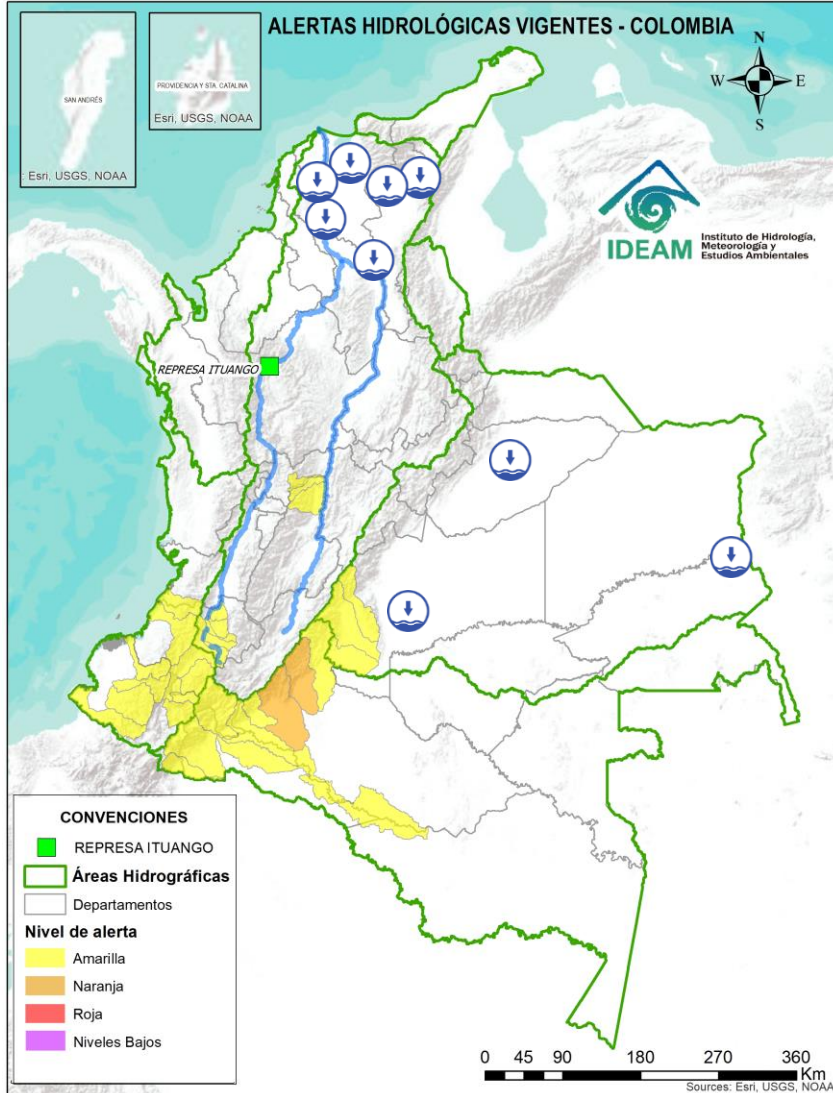 ALERTAS HIDROLÓGICAS VIGENTES - COLOMBIA
SAN ANDRÉS
: Esri, USGS, NOAA
PROVIDENCIA Y STA. CATALINA
Esri, USGS, NOAA
N
W
E
S
IDEAM
Instituto de Hidrología,
Meteorología y
Estudios Ambientales
REPRESA ITUANGO
CONVENCIONES
REPRESA ITUANGO
Áreas Hidrográficas
Departamentos
Nivel de alerta
Amarilla
Naranja
Roja
Niveles Bajos
0 45 90 180 270 360
Km
Sources: Esri, USGS, NOAA